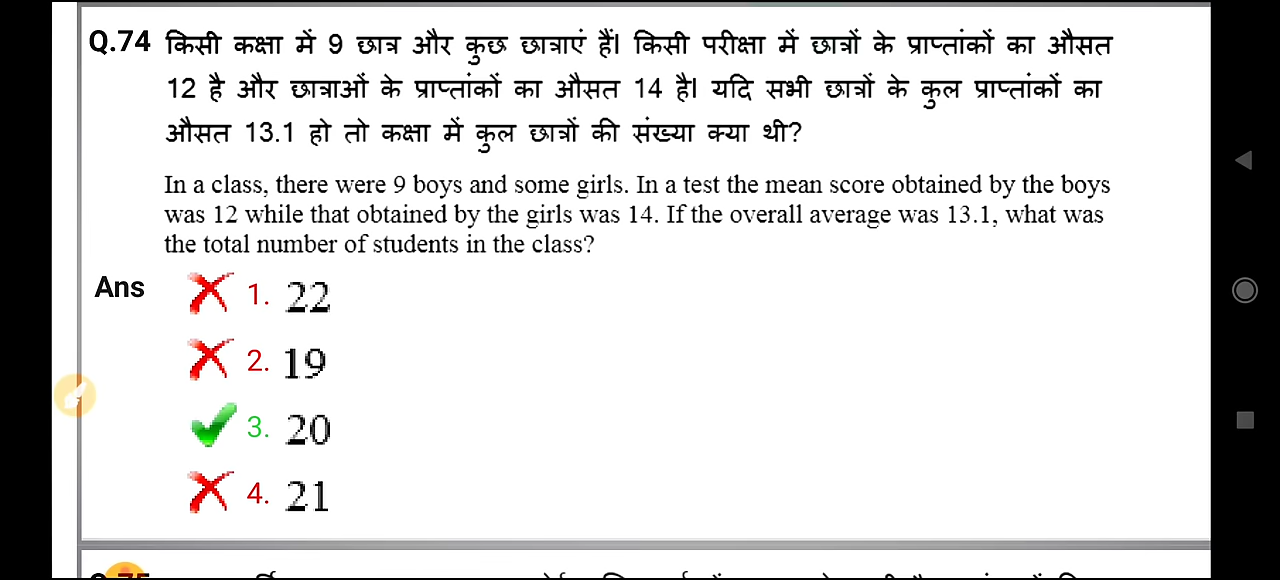 Q.74 किसी कक्षा में 9 छात्र और कुछ छात्राएं हैं। किसी परीक्षा में छात्रों के प्राप्तांकों का औसत
12 है और छात्राओं के प्राप्तांकों का औसत 14 है। यदि सभी छात्रों के कुल प्राप्तांकों का
औसत 13.1 हो तो कक्षा में कुल छात्रों की संख्या क्या थी?
In a class, there were 9 boys and some girls. In a test the mean score obtained by the boys
was 12 while that obtained by the girls was 14. If the overall average was 13.1, what was
the total number of students in the class?
Ans 1. 22
2. 19
3. 20
4. 21